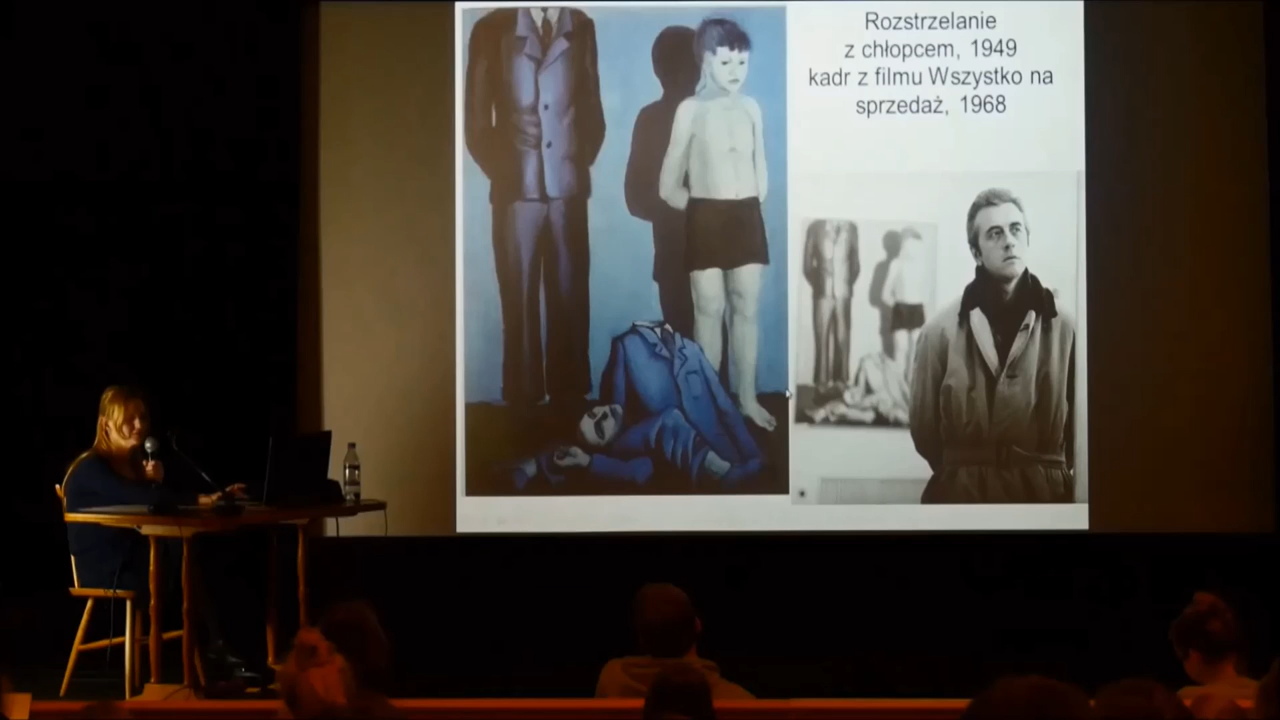 Rozstrzelanie
z chłopcem, 1949
kadr z filmu Wszystko na
sprzedaż, 1968